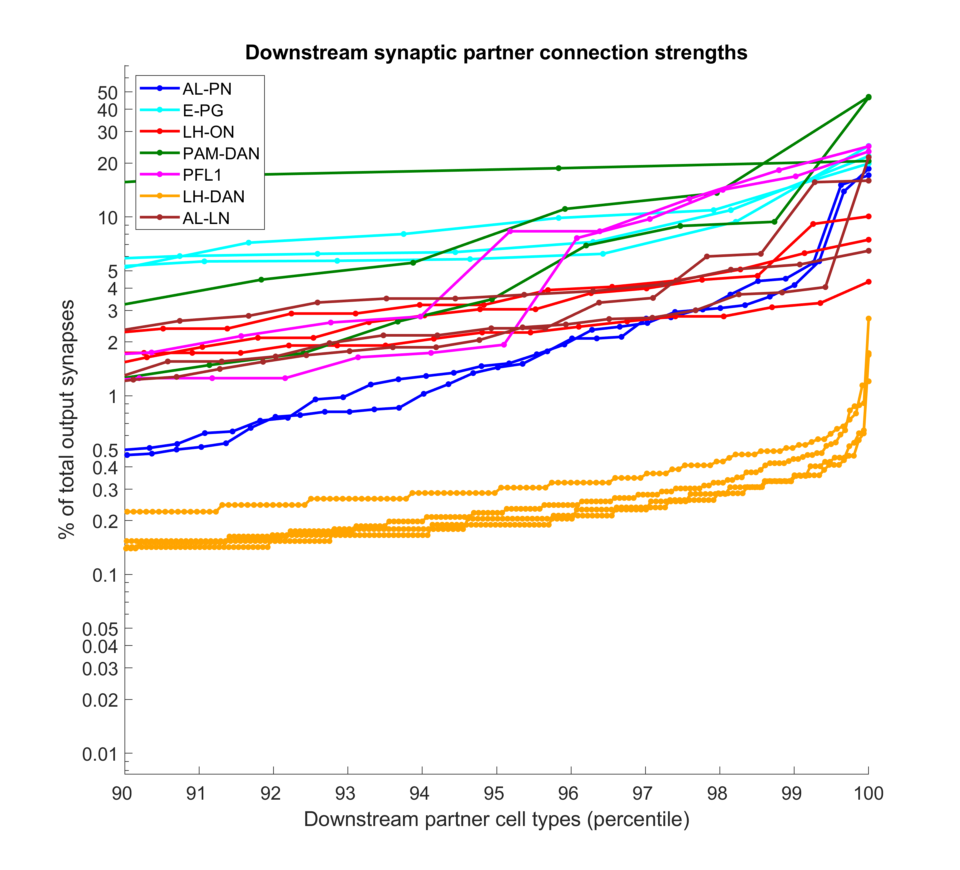 Downstream synaptic partner connection strengths
AL-PN
E-PG
LH-ON
PAM-DAN
PFL1
LH-DAN
AL-LN
% of total output synapses
50
40
30
20
10
5
4
3
2
1
0.5
0.4
0.3
0.2
0.1
0.05
0.04
0.03
0.02
0.01
90 91 92 93 94 95 96 97 98 99 100
Downstream partner cell types (percentile)